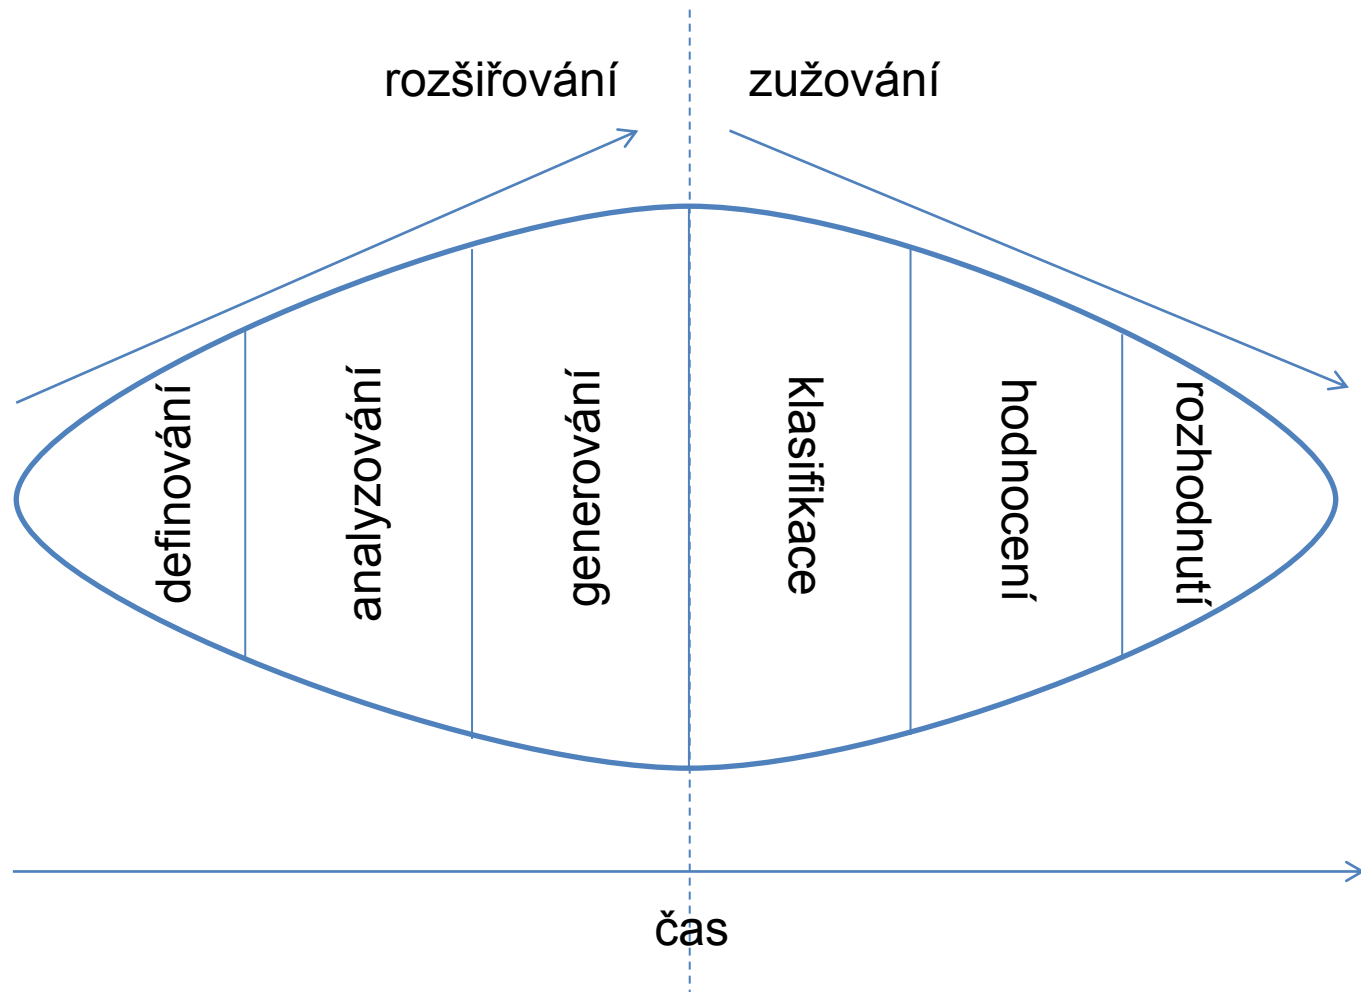 rozšiřování
zužování
definování
analyzování
generování
klasifikace
hodnocení
rozhodnutí
čas